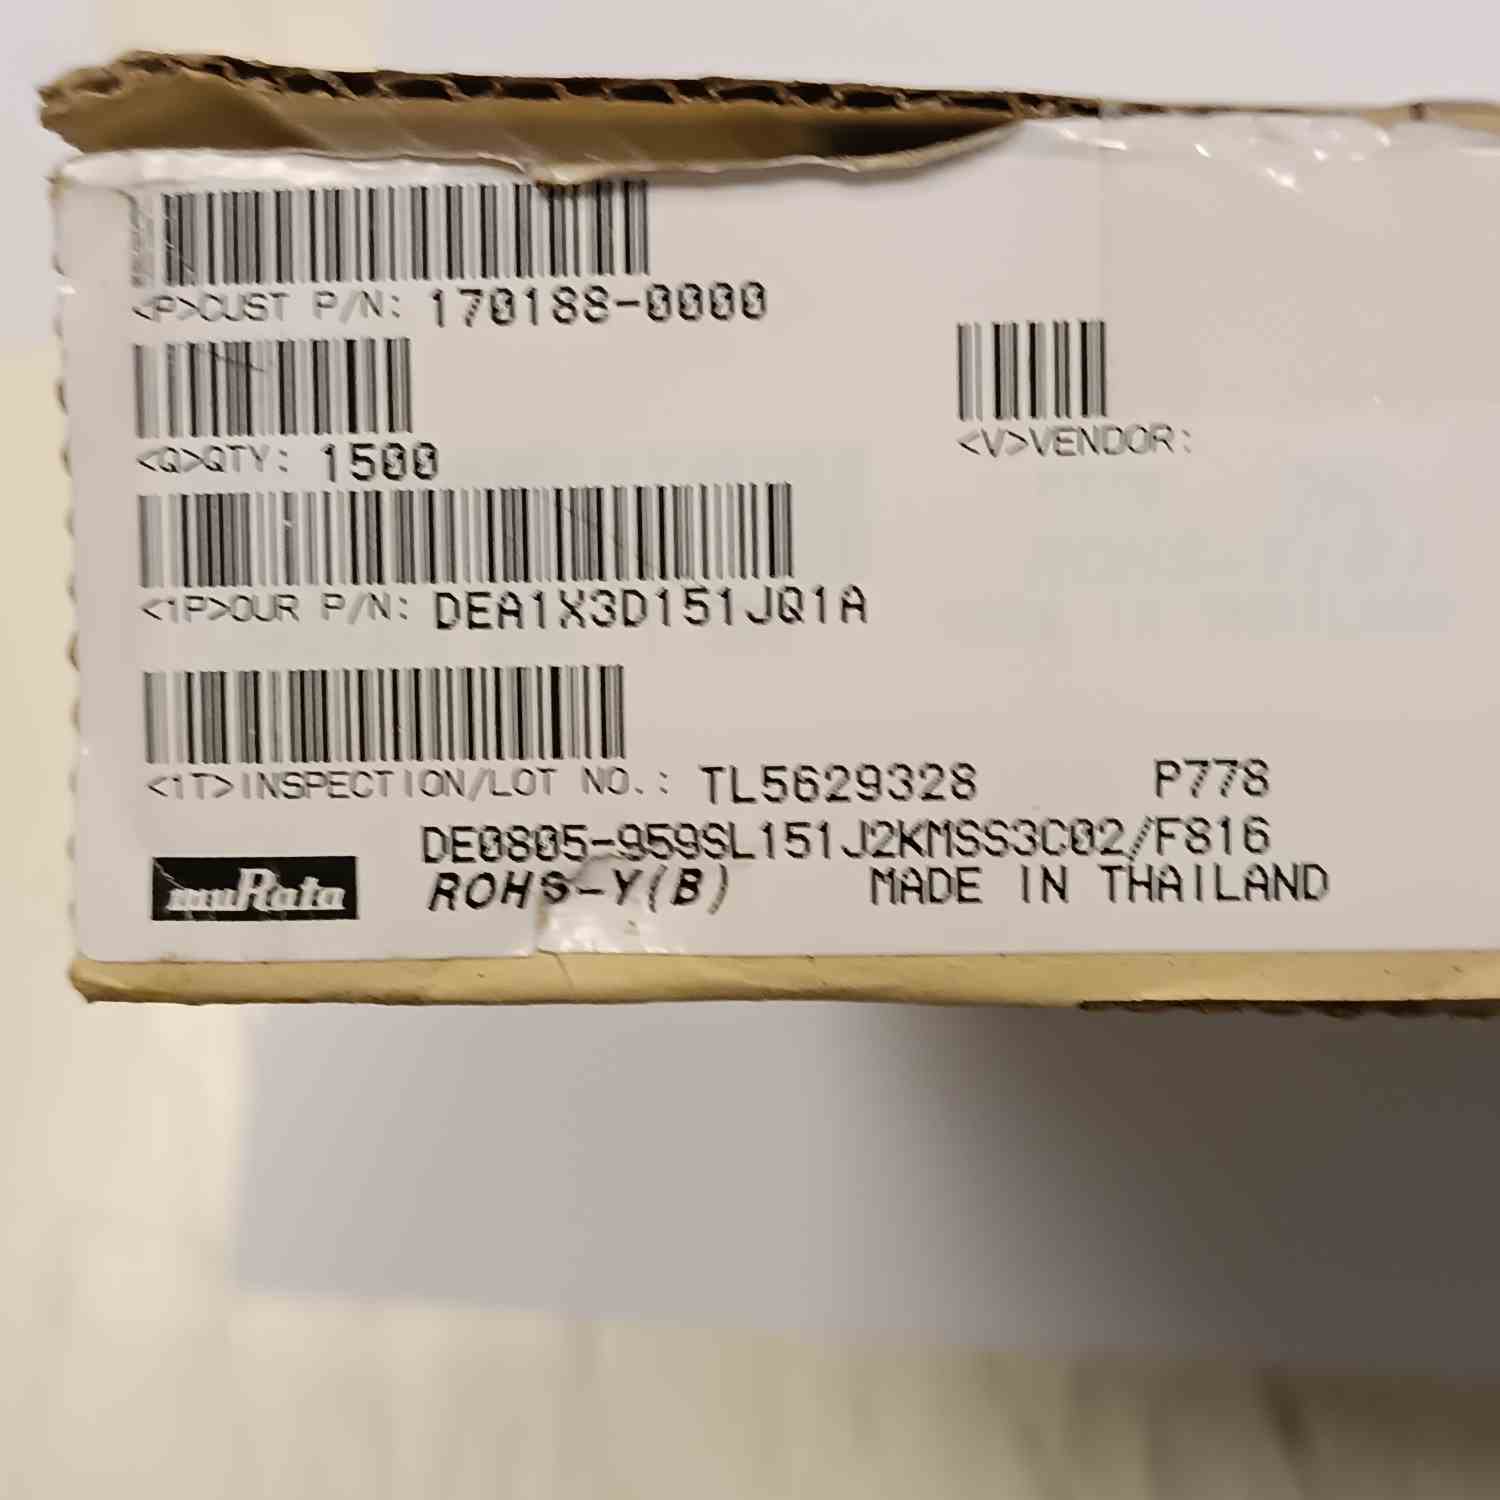 <P>CUST P/N: 170188-0000
<Q>QTY: 1500
<V>VENDOR:
<1P>OUR P/N: DEA1X3D151JQ1A
<1T>INSPECTION/LOT NO.: TL5629328 P778
DE0805-959SL151J2KMSS3C02/F816
muRata ROHS-Y(B) MADE IN THAILAND